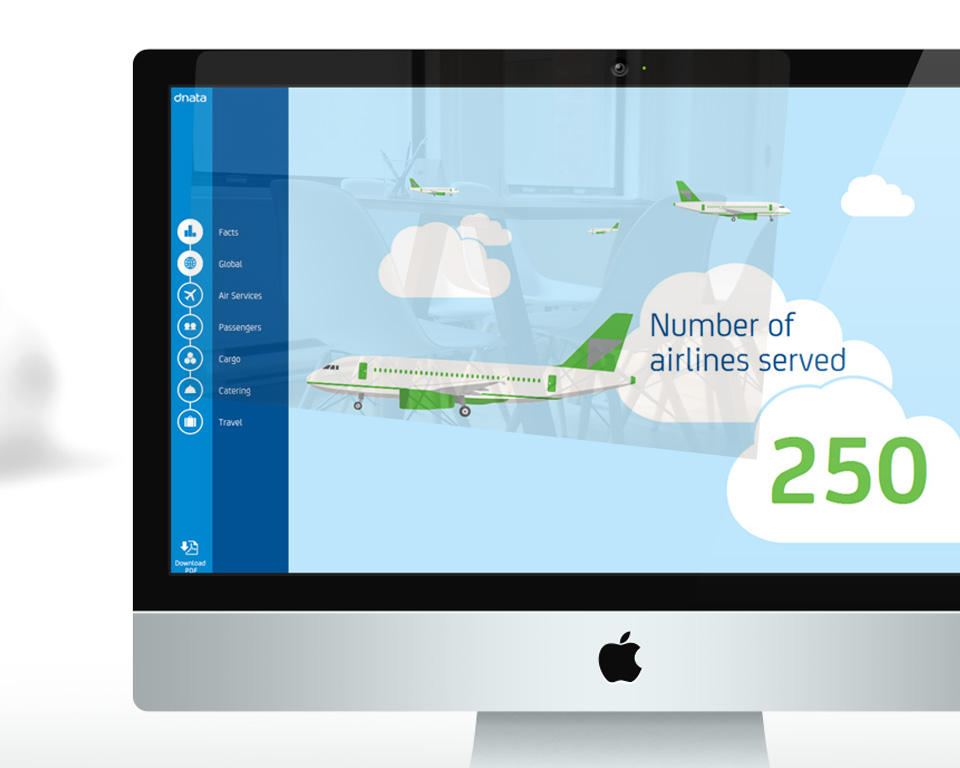 dnata
Facts
Global
Air Services
Passengers
Cargo
Catering
Travel
Download
PDF
Number of
airlines served
250